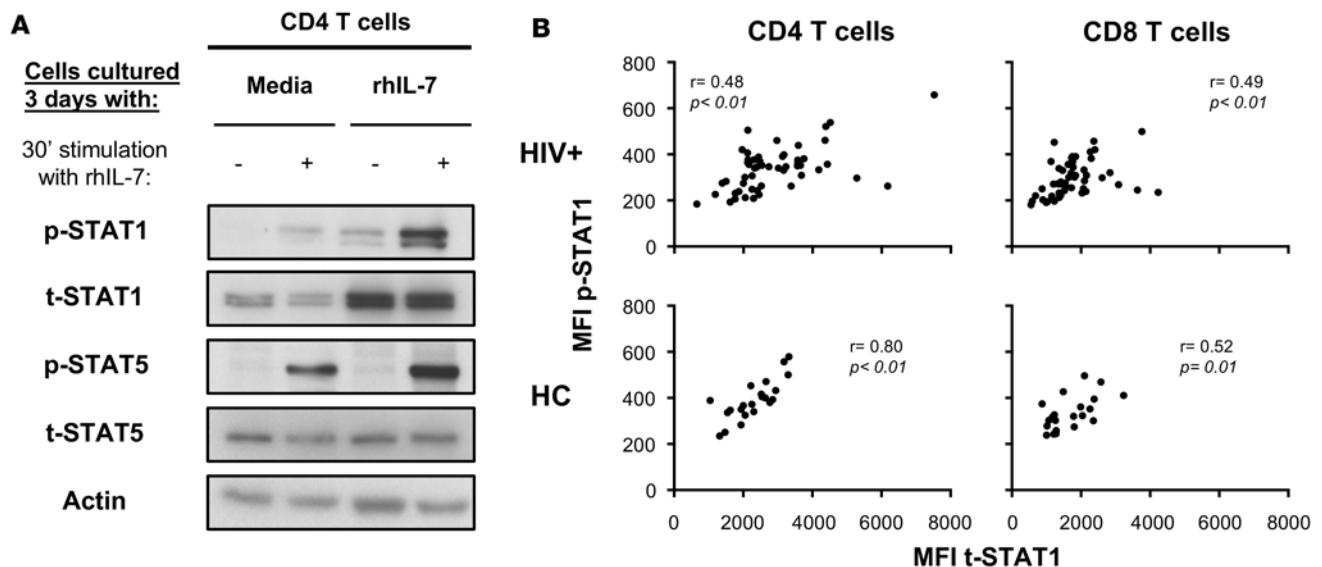 A
CD4 T cells
Cells cultured
3 days with:
Media
rhIL-7
30' stimulation
with rhIL-7:
- + - +
p-STAT1
t-STAT1
p-STAT5
t-STAT5
Actin
B
CD4 T cells
CD8 T cells
HIV+
HC
MFI p-STAT1
800
600
400
200
0
r= 0.48
p< 0.01
r= 0.49
p< 0.01
800
600
400
200
0
r= 0.80
p< 0.01
r= 0.52
p= 0.01
0 2000 4000 6000 8000
0 2000 4000 6000 8000
MFI t-STAT1